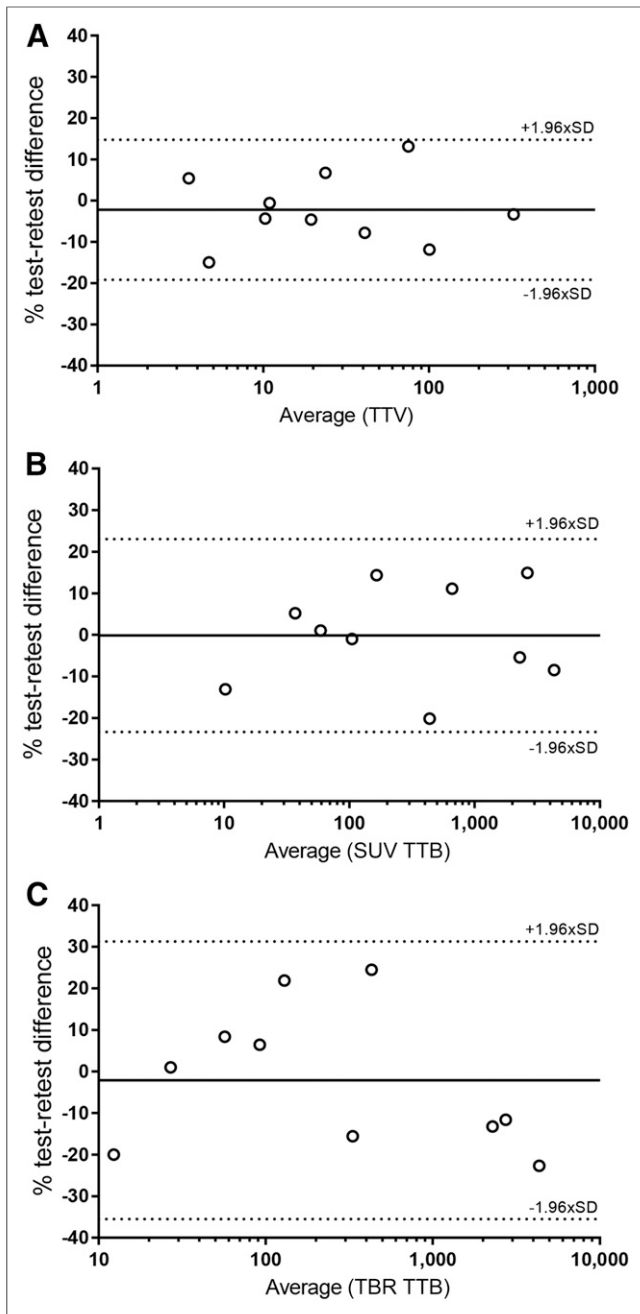 A
40
30
20
10
0
-10
-20
-30
-40
% test-retest difference
+1.96xSD
-1.96xSD
1
10
100
1,000
Average (TTV)
B
40
30
20
10
0
-10
-20
-30
-40
% test-retest difference
+1.96xSD
-1.96xSD
1
10
100
1,000
10,000
Average (SUV TTB)
C
40
30
20
10
0
-10
-20
-30
-40
% test-retest difference
+1.96xSD
-1.96xSD
10
100
1,000
10,000
Average (TBR TTB)